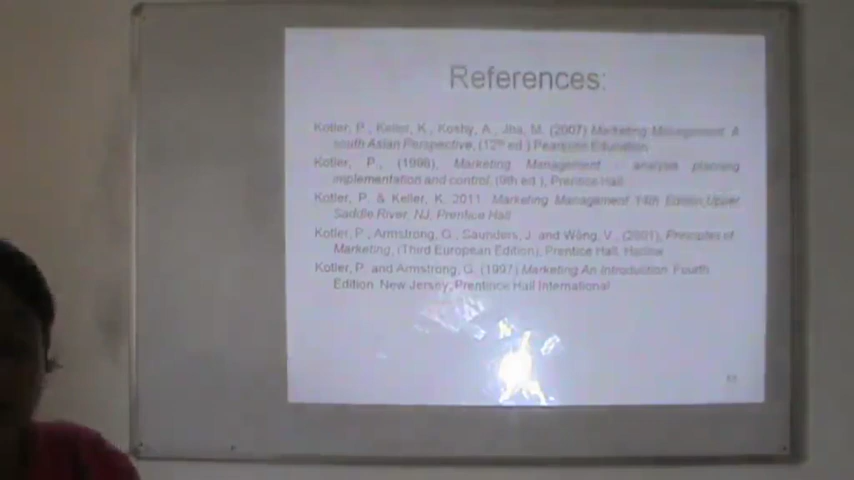 References:
Kotler, P., Keller, K., Koshy, A., Jha, M. (2007) Marketing Management: A
south Asian Perspective, (12th ed.) Pearson Education
Kotler, P., (1998), Marketing Management - analysis planning
implementation and control, (9th ed.), Prentice Hall
Kotler, P. & Keller, K. 2011. Marketing Management 14th Edition,Upper
Saddle River, NJ, Prentice Hall
Kotler, P., Armstrong, G., Saunders, J. and Wong, V., (2001), Principles of
Marketing, (Third European Edition), Prentice Hall, Harlow
Kotler, P. and Armstrong, G. (1997) Marketing An Introduction. Fourth
Edition. New Jersey; Prentince Hall International